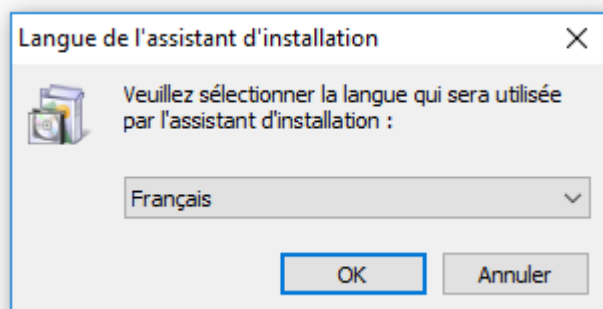 Langue de l'assistant d'installation
Veuillez sélectionner la langue qui sera utilisée
par l'assistant d'installation :
Français
OK
Annuler